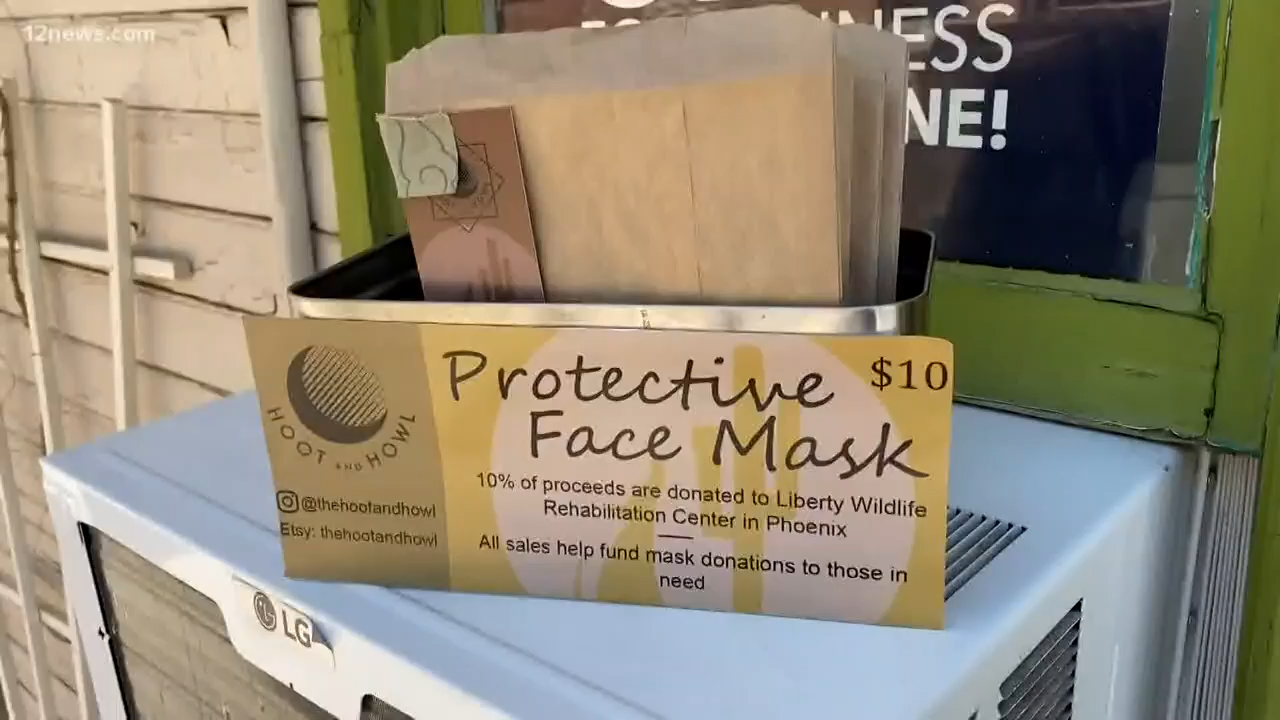 12news.com
NESS
NE!
HOOT AND HOWL
@thehootandhowl
Etsy: thehootandhowl
Protective
Face Mask
$10
10% of proceeds are donated to Liberty Wildlife
Rehabilitation Center in Phoenix
All sales help fund mask donations to those in
need
LG